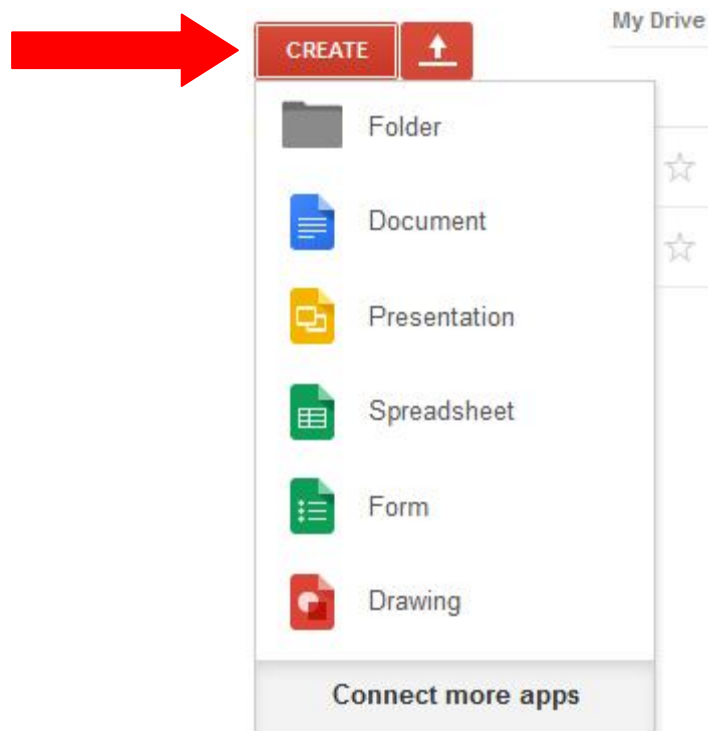 My Drive
CREATE
Folder
Document
Presentation
Spreadsheet
Form
Drawing
Connect more apps